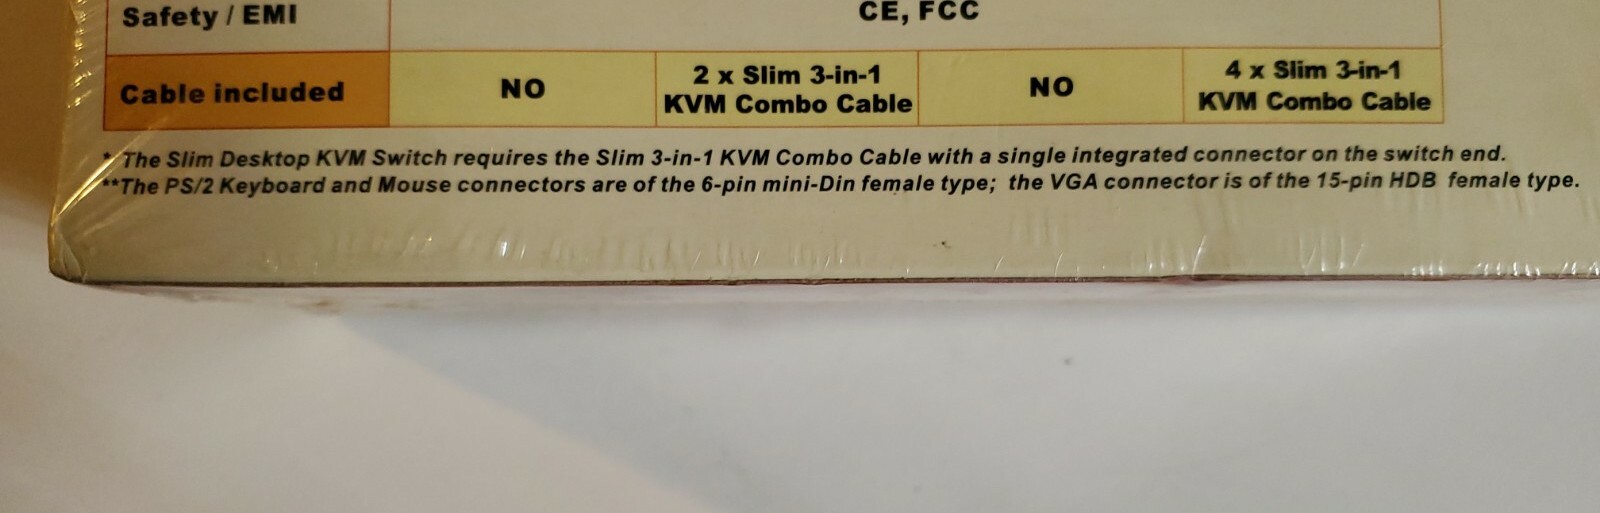 Safety / EMI CE, FCC
Cable included NO 2 x Slim 3-in-1 KVM Combo Cable NO 4 x Slim 3-in-1 KVM Combo Cable
* The Slim Desktop KVM Switch requires the Slim 3-in-1 KVM Combo Cable with a single integrated connector on the switch end.
**The PS/2 Keyboard and Mouse connectors are of the 6-pin mini-Din female type; the VGA connector is of the 15-pin HDB female type.